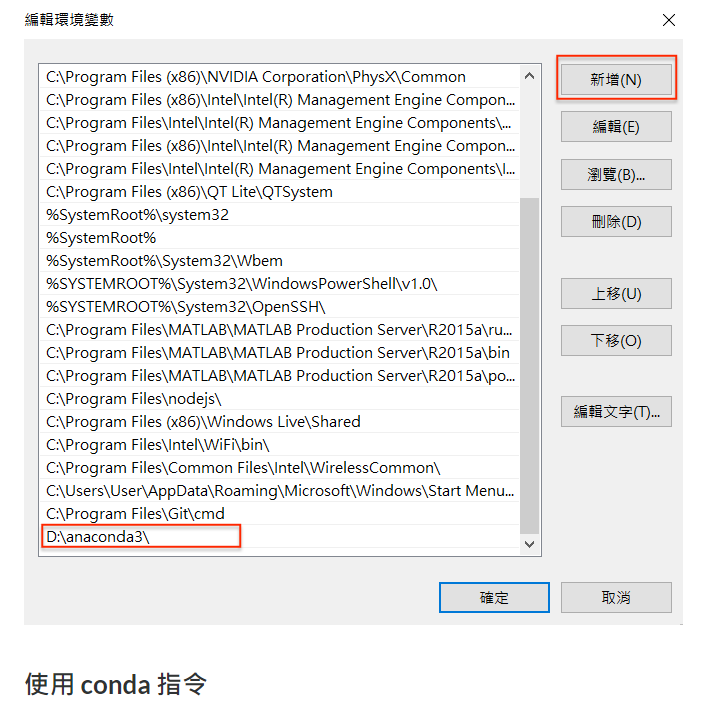 編輯環境變數
C:\Program Files (x86)\NVIDIA Corporation\PhysX\Common
C:\Program Files (x86)\Intel\Intel(R) Management Engine Compon...
C:\Program Files\Intel\Intel(R) Management Engine Components\...
C:\Program Files (x86)\Intel\Intel(R) Management Engine Compon...
C:\Program Files\Intel\Intel(R) Management Engine Components\I...
C:\Program Files (x86)\QT Lite\QTSystem
%SystemRoot%\system32
%SystemRoot%
%SystemRoot%\System32\Wbem
%SYSTEMROOT%\System32\WindowsPowerShell\v1.0\
%SYSTEMROOT%\System32\OpenSSH\
C:\Program Files\MATLAB\MATLAB Production Server\R2015a\ru...
C:\Program Files\MATLAB\MATLAB Production Server\R2015a\bin
C:\Program Files\MATLAB\MATLAB Production Server\R2015a\po...
C:\Program Files\nodejs\
C:\Program Files (x86)\Windows Live\Shared
C:\Program Files\Intel\WiFi\bin\
C:\Program Files\Common Files\Intel\WirelessCommon\
C:\Users\User\AppData\Roaming\Microsoft\Windows\Start Menu...
C:\Program Files\Git\cmd
D:\anaconda3\
新增(N)
編輯(E)
瀏覽(B)...
刪除(D)
上移(U)
下移(O)
編輯文字(T)...
確定
取消
使用 conda 指令